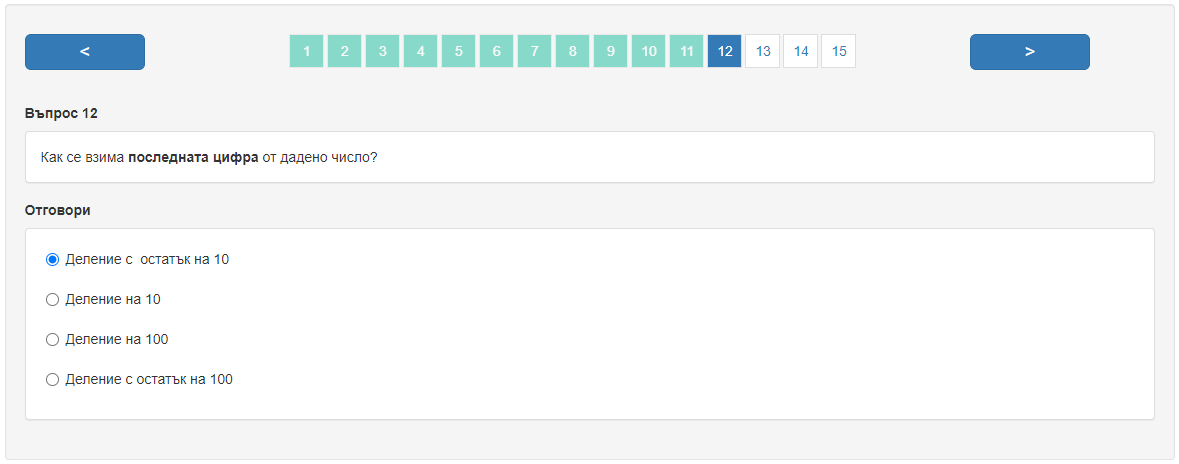 < 1 2 3 4 5 6 7 8 9 10 11 12 13 14 15 >
Въпрос 12
Как се взима последната цифра от дадено число?
Отговори
Деление с  остатък на 10
Деление на 10
Деление на 100
Деление с остатък на 100